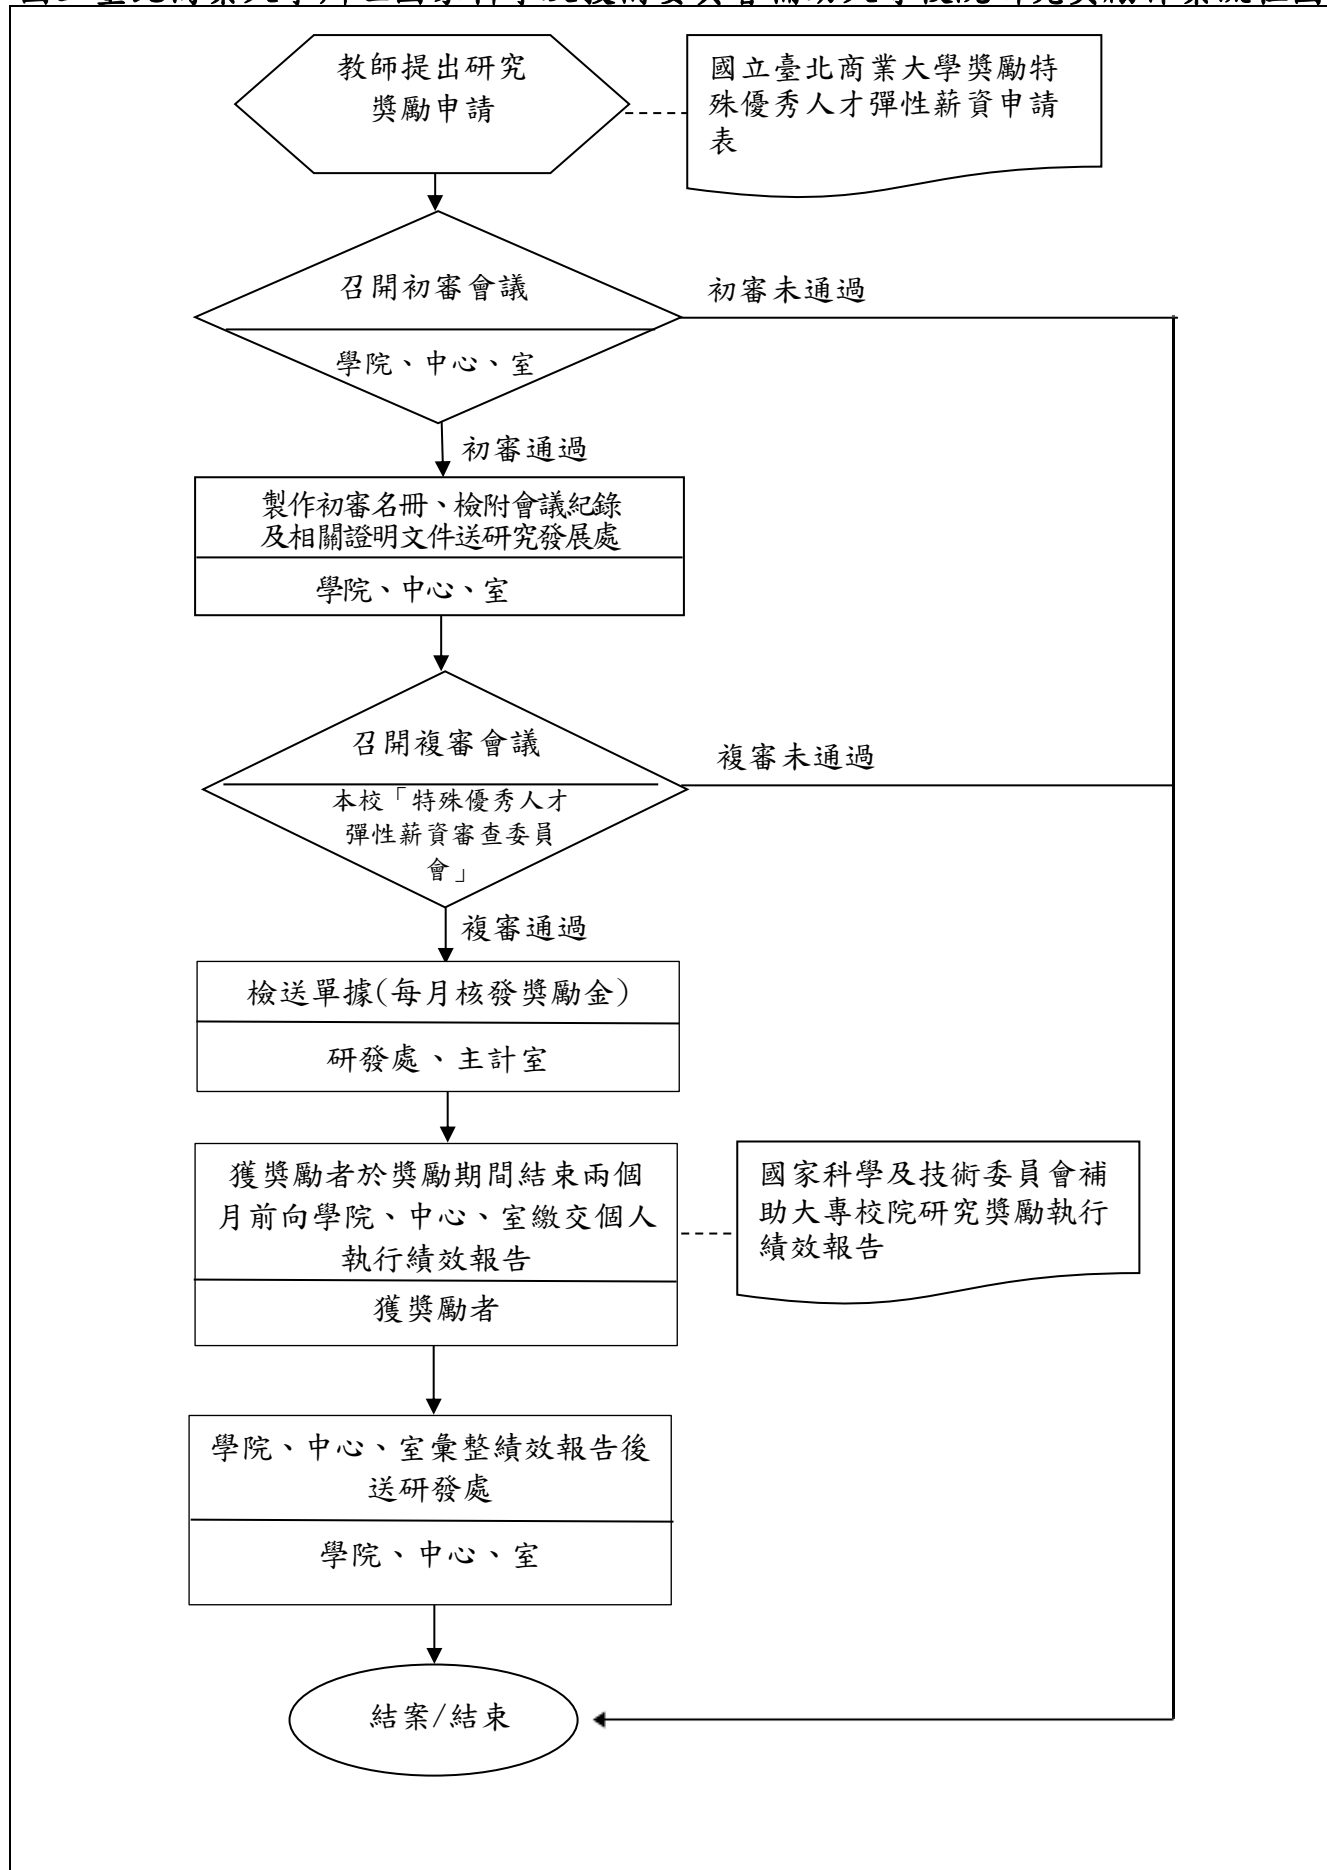 教師提出研究
獎勵申請
國立臺北商業大學獎勵特
殊優秀人才彈性薪資申請
表
召開初審會議
初審未通過
學院、中心、室
初審通過
製作初審名冊、檢附會議紀錄
及相關證明文件送研究發展處
學院、中心、室
召開複審會議
複審未通過
本校「特殊優秀人才
彈性薪資審查委員
會」
複審通過
檢送單據(每月核發獎勵金)
研發處、主計室
獲獎勵者於獎勵期間結束兩個
月前向學院、中心、室繳交個人
執行績效報告
獲獎勵者
國家科學及技術委員會補
助大專校院研究獎勵執行
績效報告
學院、中心、室彙整績效報告後
送研發處
學院、中心、室
結案/結束